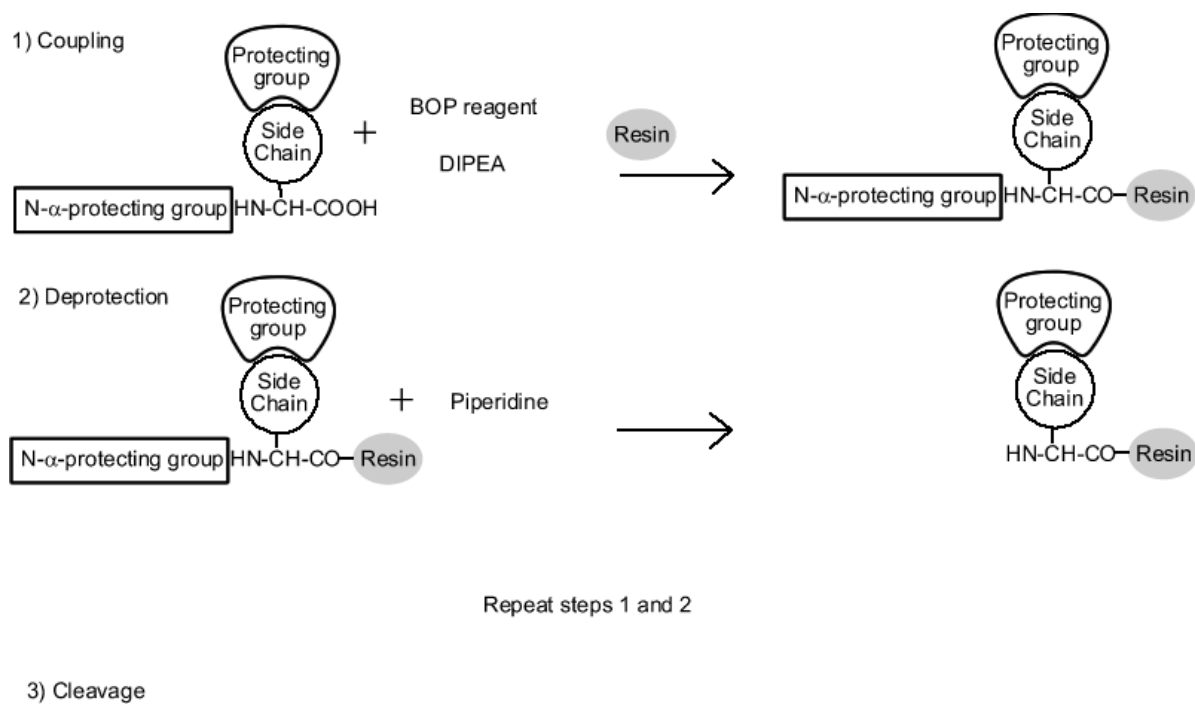 1) Coupling
Protecting
group
Side
Chain
N-α-protecting group HN-CH-COOH
+
BOP reagent
DIPEA
Resin
Protecting
group
Side
Chain
N-α-protecting group HN-CH-CO-Resin
2) Deprotection
Protecting
group
Side
Chain
N-α-protecting group HN-CH-CO-Resin
+
Piperidine
Protecting
group
Side
Chain
HN-CH-CO-Resin
Repeat steps 1 and 2
3) Cleavage